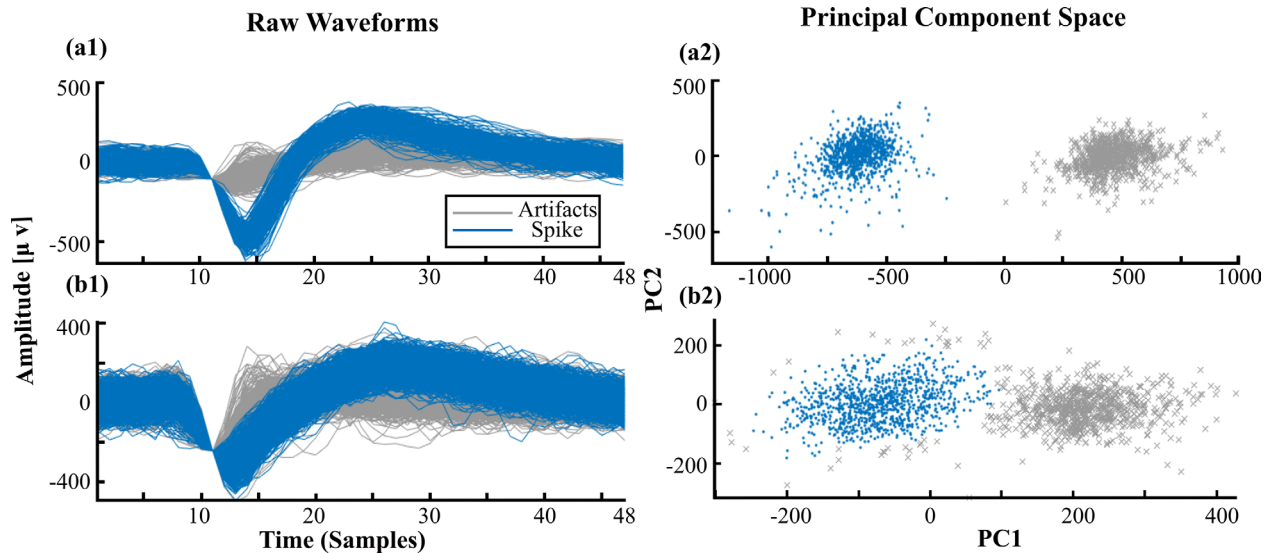 Raw Waveforms
Principal Component Space
(a1)
(a2)
500
0
-500
10
20
30
40
48
Artifacts
Spike
500
0
-500
-1000
-500
0
500
1000
Amplitude [μ v]
PC2
(b1)
(b2)
400
0
-400
10
20
30
40
48
Time (Samples)
200
0
-200
-200
0
200
400
PC1